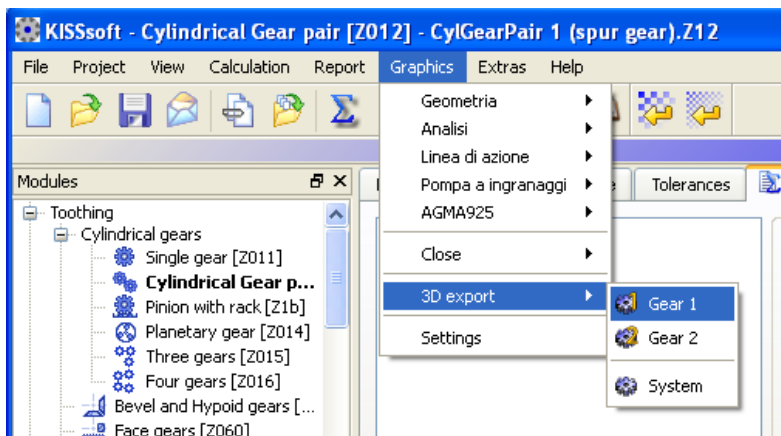 KISSsoft - Cylindrical Gear pair [Z012] - CylGearPair 1 (spur gear).Z12
File Project View Calculation Report Graphics Extras Help
Geometria
Analisi
Linea di azione
Pompa a ingranaggi
AGMA925
Close
3D export
Settings
Gear 1
Gear 2
System
Tolerances
Modules
Toothing
Cylindrical gears
Single gear [Z011]
Cylindrical Gear p...
Pinion with rack [Z1b]
Planetary gear [Z014]
Three gears [Z015]
Four gears [Z016]
Bevel and Hypoid gears [...
Face gears [Z060]